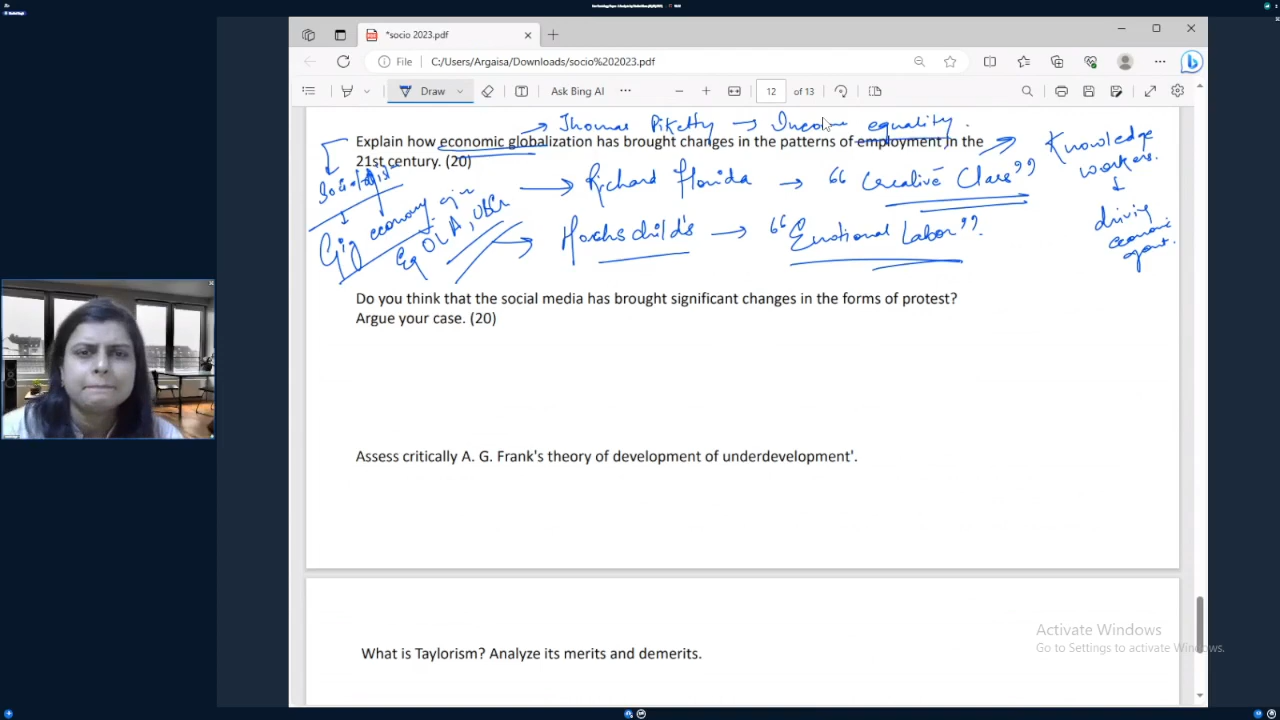 *socio 2023.pdf
File C:/Users/Argaisa/Downloads/socio%202023.pdf
Draw Ask Bing AI 12 of 13
→ Thomas Piketty → Income equality.
Explain how economic globalization has brought changes in the patterns of employment in the
21st century. (20)
Knowledge
workers.
↓
driving
economic
Sociologist
→ Richard Florida → "Creative Class"
Gig economy
Eg OLA, UBER
→ Hochschild's → "Emotional Labor".
Do you think that the social media has brought significant changes in the forms of protest?
Argue your case. (20)
Assess critically A. G. Frank's theory of development of underdevelopment'.
Activate Windows
Go to Settings to activate Windows.
What is Taylorism? Analyze its merits and demerits.